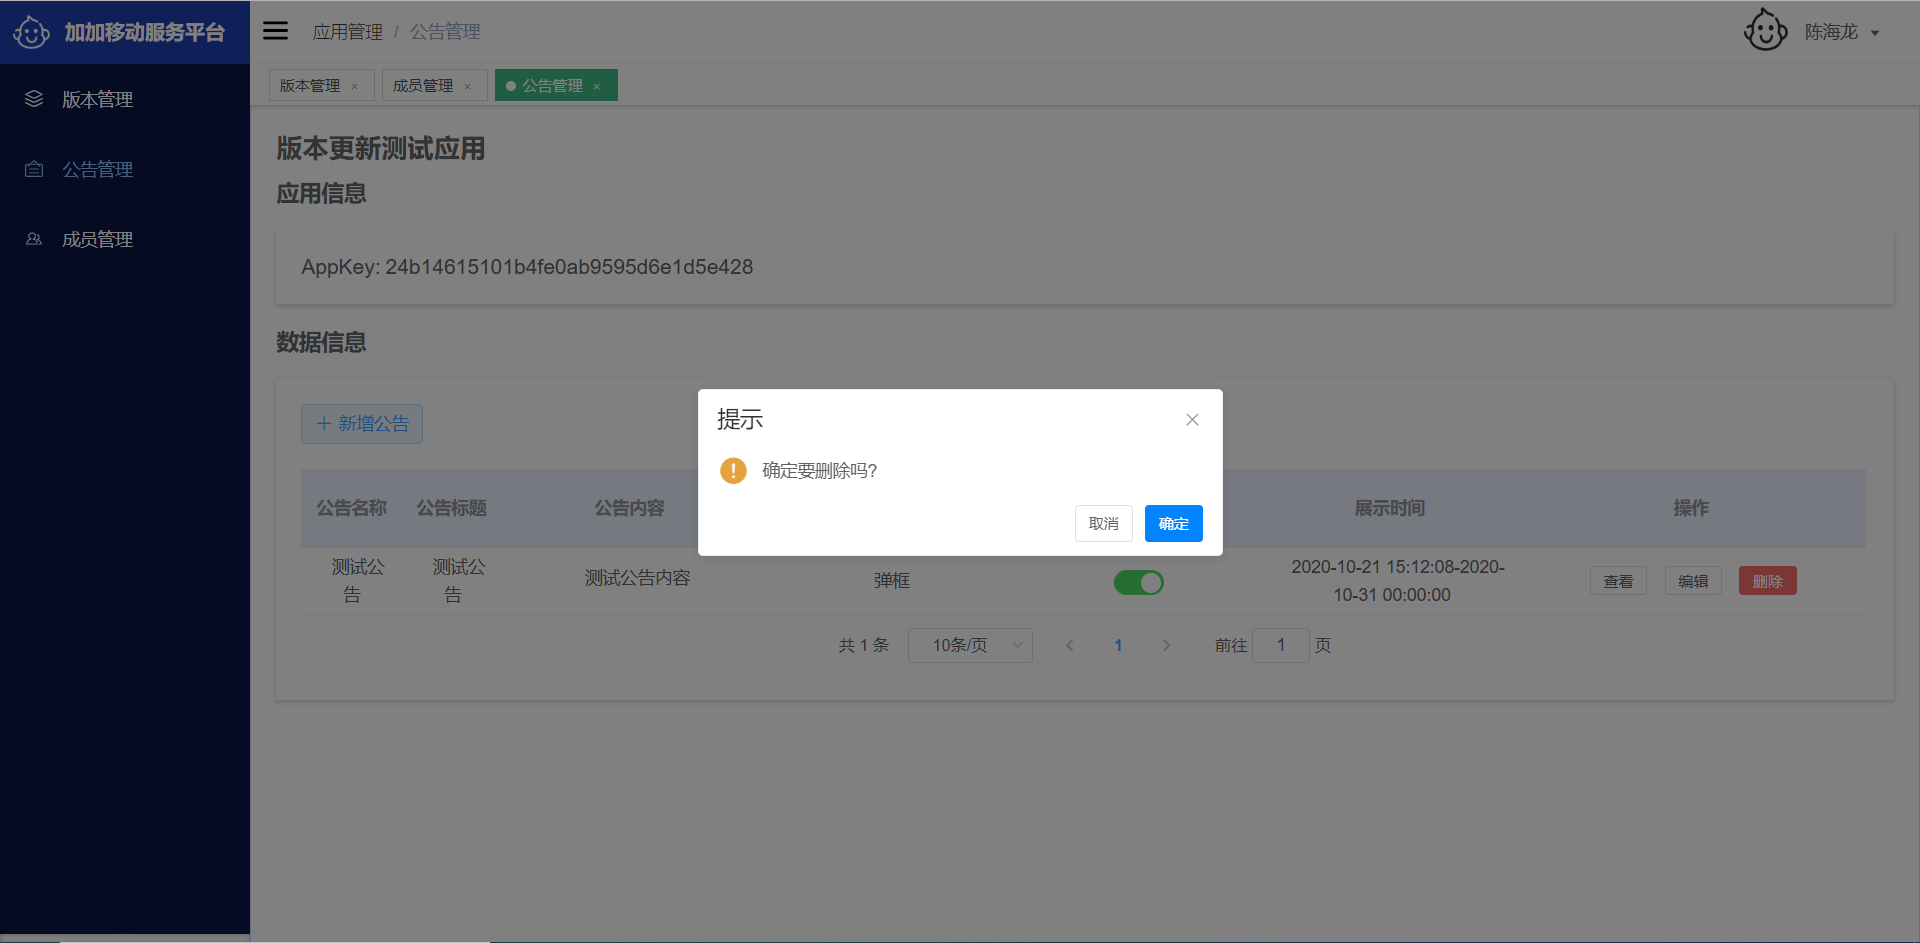 加加移动服务平台
应用管理 / 公告管理
陈海龙
版本管理 ×
成员管理 ×
公告管理 ×
版本管理
公告管理
成员管理
版本更新测试应用
应用信息
AppKey: 24b14615101b4fe0ab9595d6e1d5e428
数据信息
+ 新增公告
提示
确定要删除吗?
取消
确定
公告名称 公告标题 公告内容 展示时间 操作
测试公告
测试公告
测试公告内容
弹框
2020-10-21 15:12:08-2020-
10-31 00:00:00
查看 编辑 删除
共 1 条 10条/页 1 前往 1 页